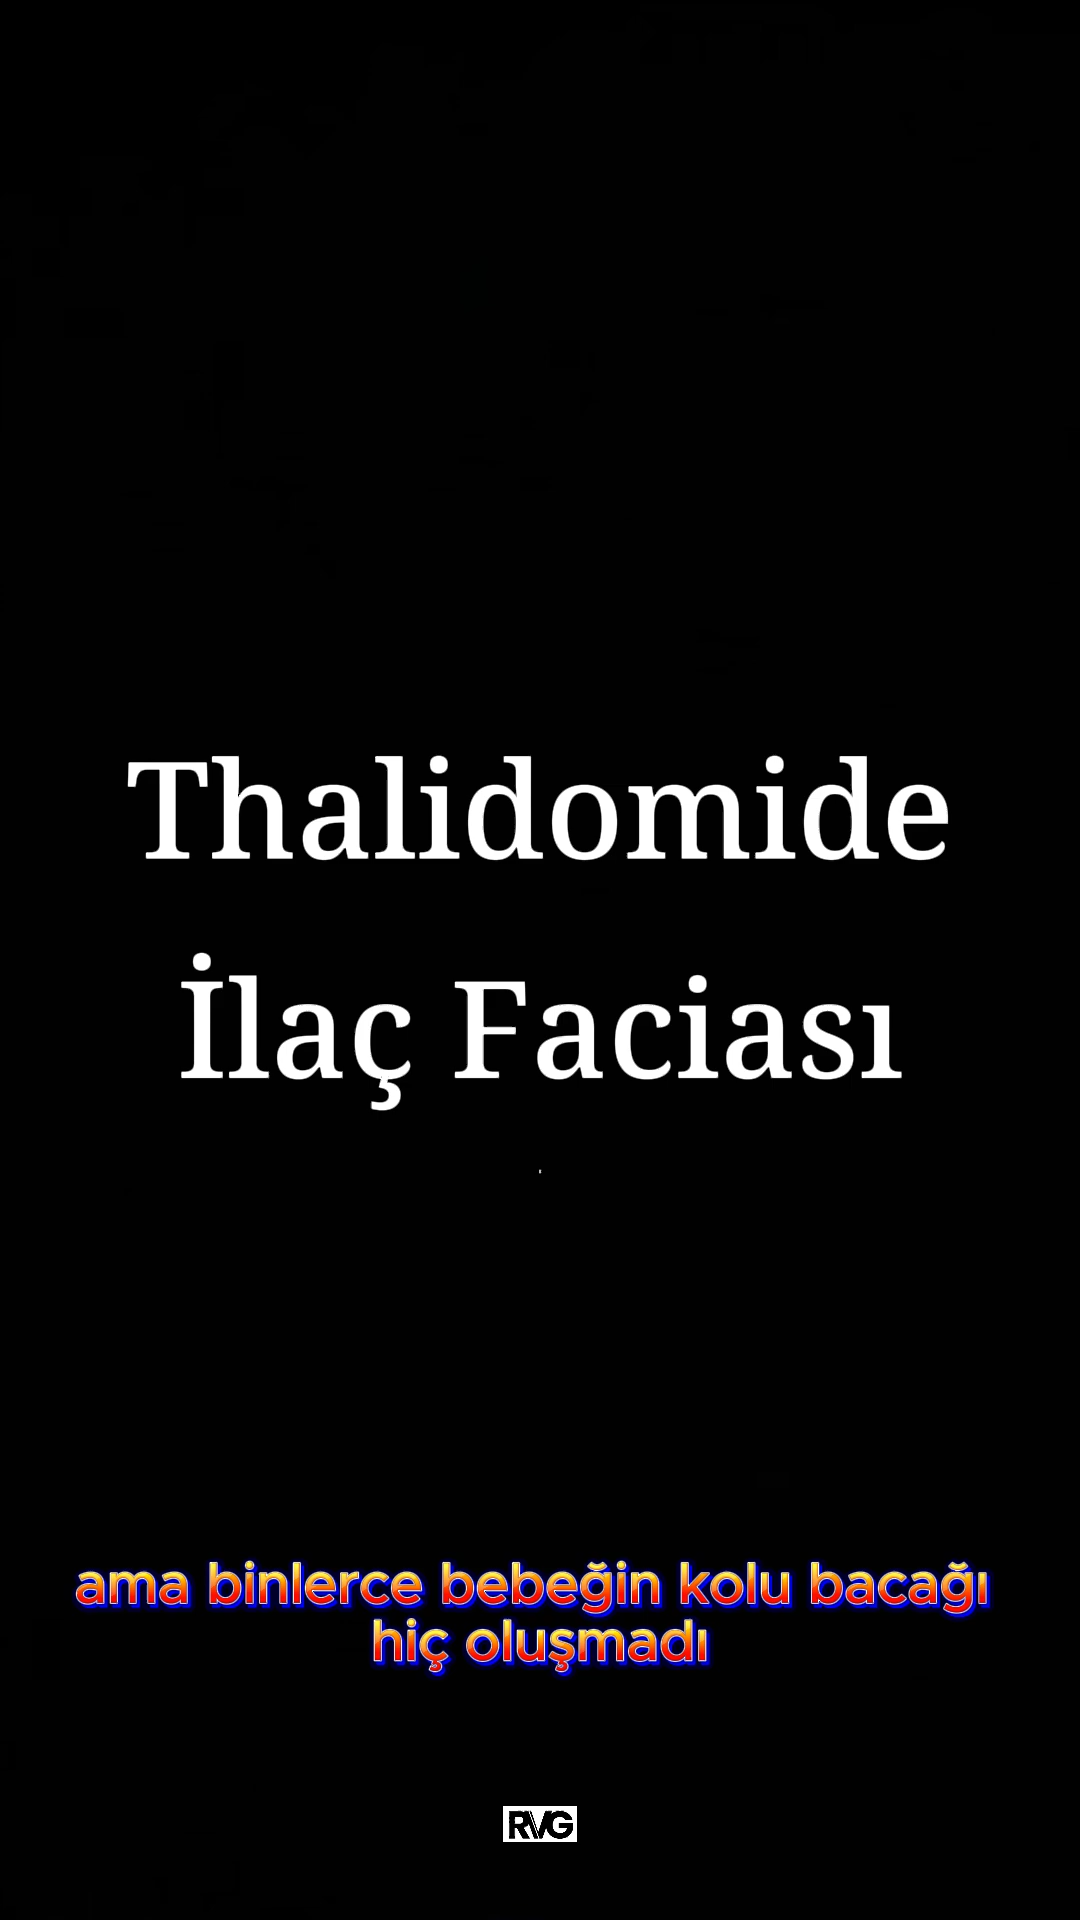 Thalidomide
İlaç Faciası
ama binlerce bebeğin kolu bacağı
hiç oluşmadı
RVG